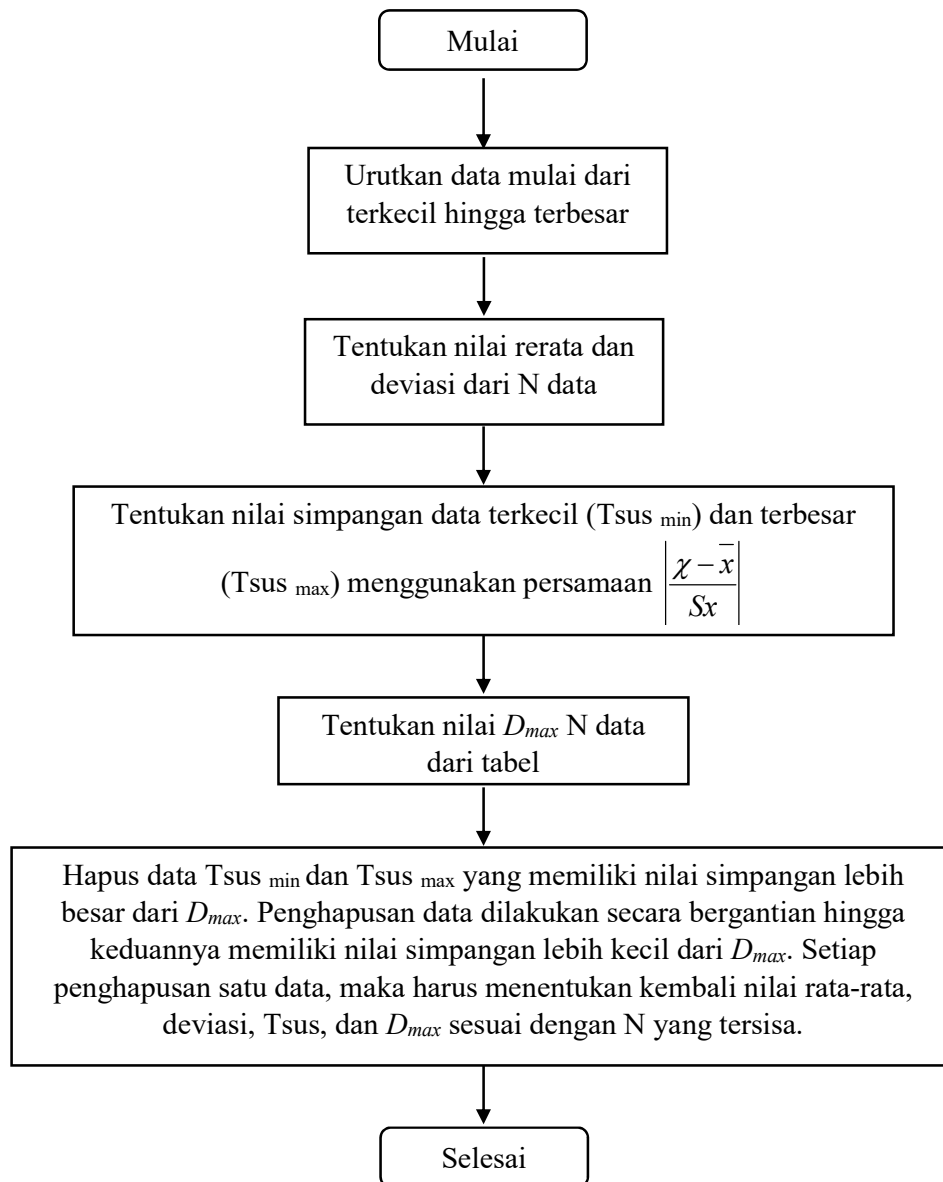 Mulai
Urutkan data mulai dari
terkecil hingga terbesar
Tentukan nilai rerata dan
deviasi dari N data
Tentukan nilai simpangan data terkecil (Tsus min) dan terbesar
(Tsus max) menggunakan persamaan |(χ − x̄)/Sx|
Tentukan nilai Dmax N data
dari tabel
Hapus data Tsus min dan Tsus max yang memiliki nilai simpangan lebih
besar dari Dmax. Penghapusan data dilakukan secara bergantian hingga
keduannya memiliki nilai simpangan lebih kecil dari Dmax. Setiap
penghapusan satu data, maka harus menentukan kembali nilai rata-rata,
deviasi, Tsus, dan Dmax sesuai dengan N yang tersisa.
Selesai